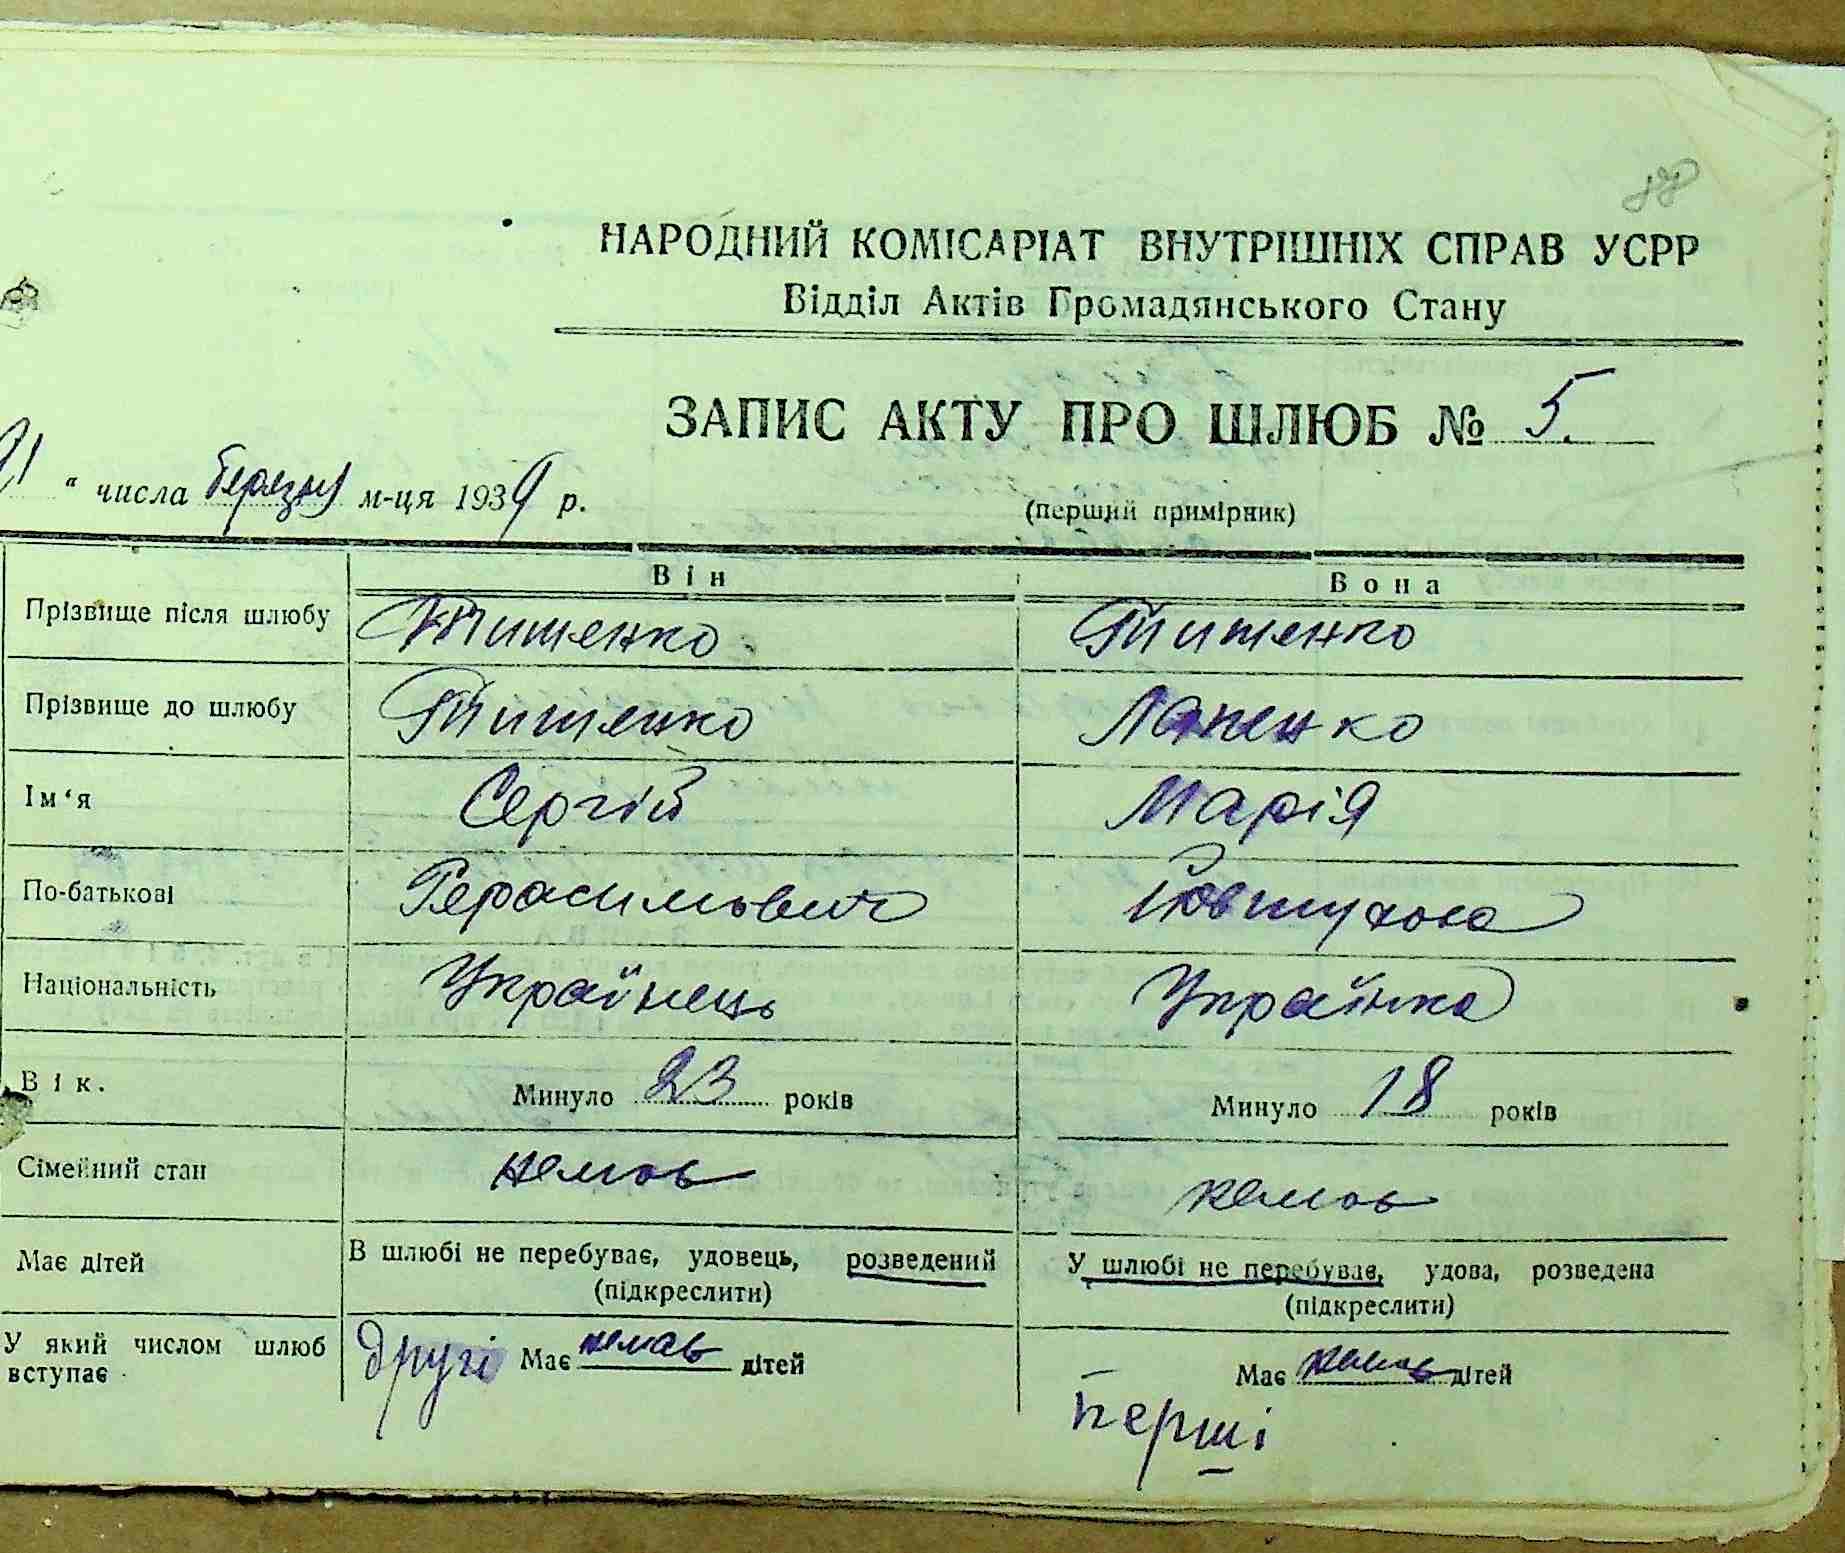 НАРОДНИЙ КОМІСАРІАТ ВНУТРІШНІХ СПРАВ УСРР
Відділ Актів Громадянського Стану
ЗАПИС АКТУ ПРО ШЛЮБ № 5.
" числа березня м-ця 1939 р.
(перший примірник)
Він Вона
Прізвище після шлюбу Тишенко Тишенко
Прізвище до шлюбу Тишенко Лапенко
Ім‘я Сергій Марія
По-батькові Герасимович Йовтухова
Національність Українець Українка
Вік. Минуло 23 років Минуло 18 років
Сімейний стан немає немає
Має дітей В шлюбі не перебуває, удовець, розведений У шлюбі не перебуває, удова, розведена
(підкреслити) (підкреслити)
У який числом шлюб вступає другі Має немає дітей Має немає дітей
перші